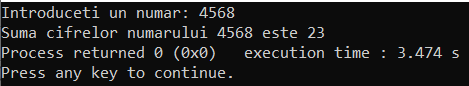 Introduceti un numar: 4568
Suma cifrelor numarului 4568 este 23
Process returned 0 (0x0)   execution time : 3.474 s
Press any key to continue.